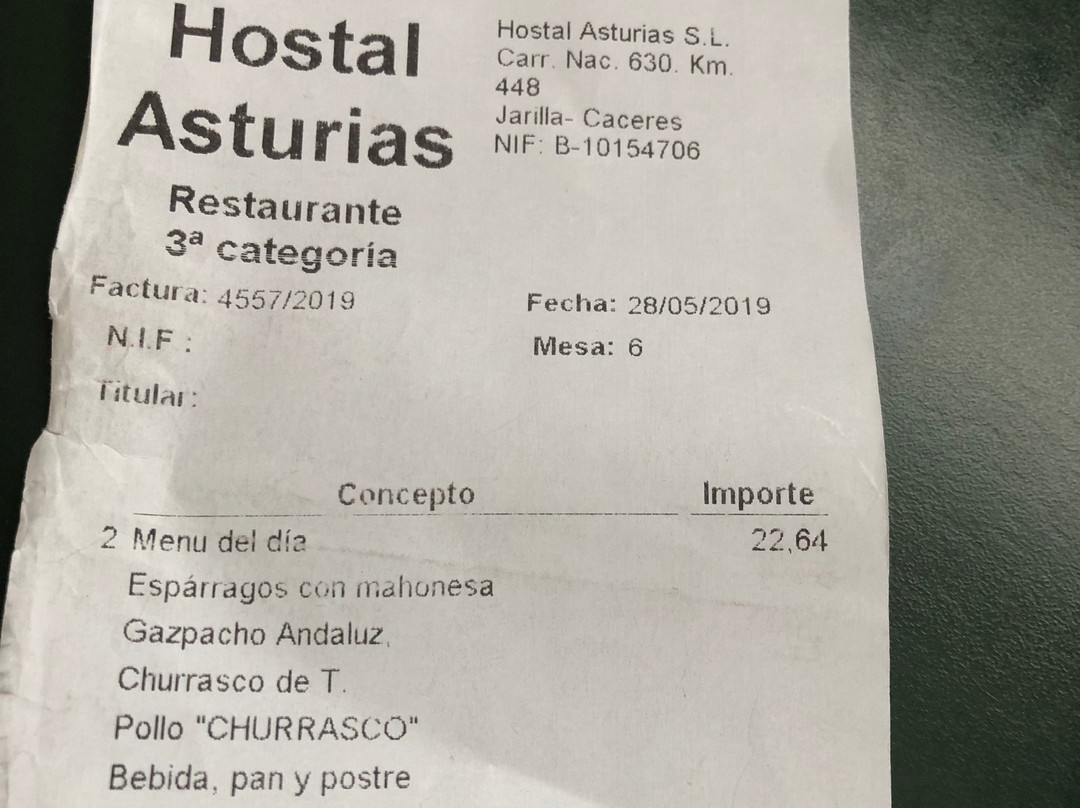 Hostal
Asturias
Restaurante
3ª categoría
Hostal Asturias S.L.
Carr. Nac. 630. Km.
448
Jarilla- Caceres
NIF: B-10154706
Factura: 4557/2019
Fecha: 28/05/2019
N.I.F :
Mesa: 6
Titular:
Concepto Importe
2 Menu del día 22,64
Espárragos con mahonesa
Gazpacho Andaluz,
Churrasco de T.
Pollo "CHURRASCO"
Bebida, pan y postre